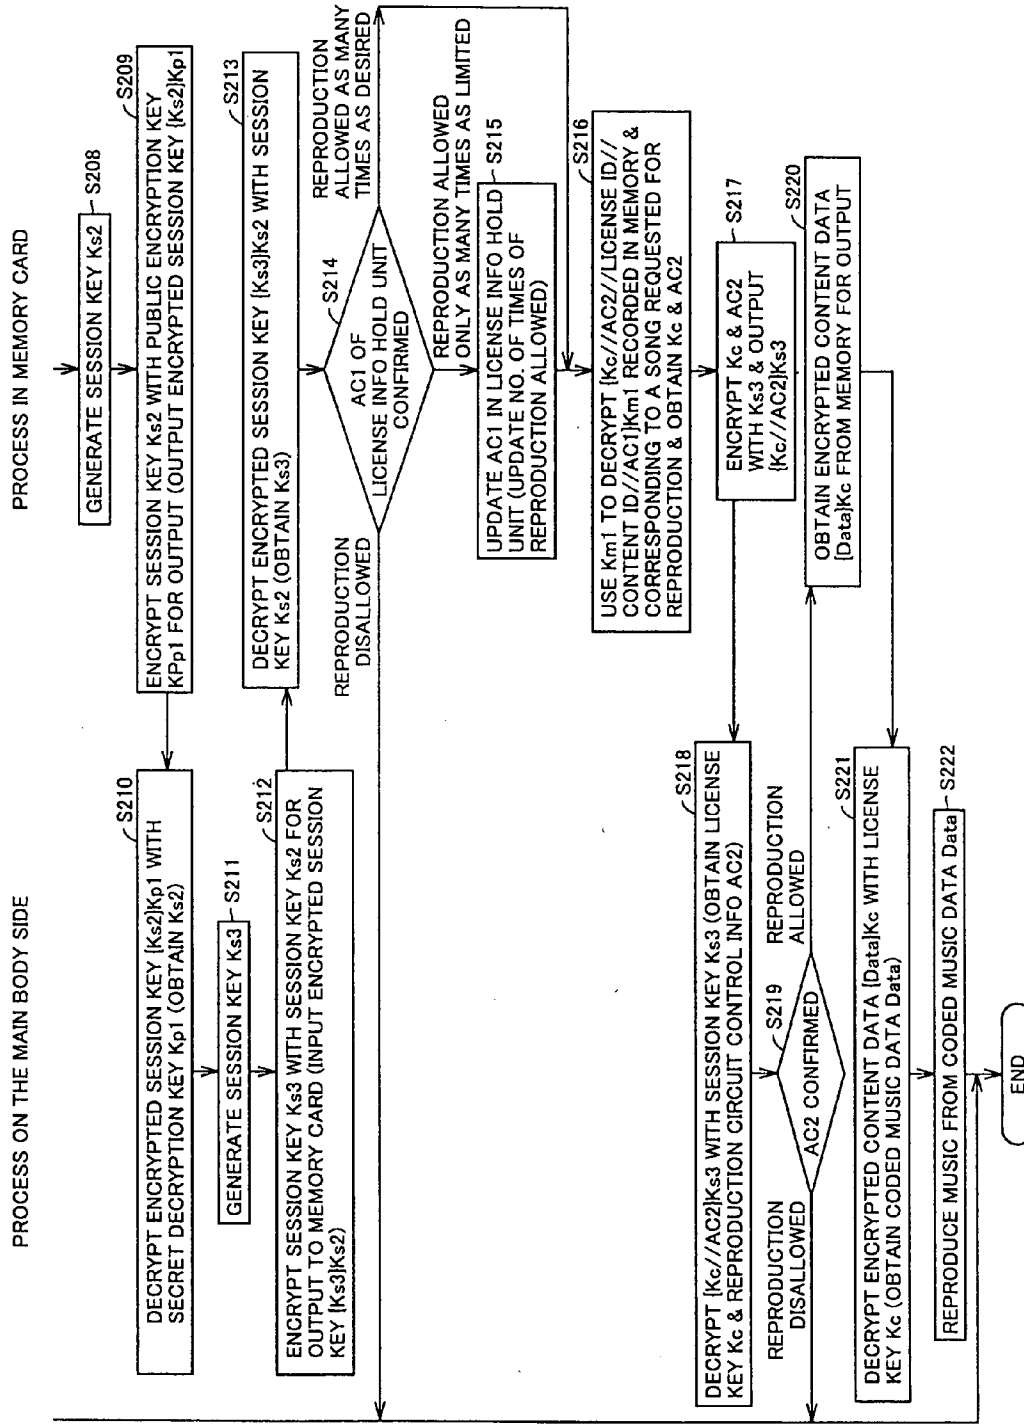 PROCESS ON THE MAIN BODY SIDE
PROCESS IN MEMORY CARD
GENERATE SESSION KEY Ks2
S208
S209
ENCRYPT SESSION KEY Ks2 WITH PUBLIC ENCRYPTION KEY
KPp1 FOR OUTPUT (OUTPUT ENCRYPTED SESSION KEY {Ks2}Kp1
S210
DECRYPT ENCRYPTED SESSION KEY {Ks2}Kp1 WITH
SECRET DECRYPTION KEY Kp1 (OBTAIN Ks2)
GENERATE SESSION KEY Ks3
S211
S212
ENCRYPT SESSION KEY Ks3 WITH SESSION KEY Ks2 FOR
OUTPUT TO MEMORY CARD (INPUT ENCRYPTED SESSION
KEY {Ks3}Ks2)
S213
DECRYPT ENCRYPTED SESSION KEY {Ks3}Ks2 WITH SESSION
KEY Ks2 (OBTAIN Ks3)
S214
AC1 OF
LICENSE INFO HOLD UNIT
CONFIRMED
REPRODUCTION
DISALLOWED
REPRODUCTION
ALLOWED AS MANY
TIMES AS DESIRED
REPRODUCTION ALLOWED
ONLY AS MANY TIMES AS LIMITED
S215
UPDATE AC1 IN LICENSE INFO HOLD
UNIT (UPDATE NO. OF TIMES OF
REPRODUCTION ALLOWED)
S216
USE Km1 TO DECRYPT {Kc//AC2//LICENSE ID//
CONTENT ID//AC1}Km1 RECORDED IN MEMORY &
CORRESPONDING TO A SONG REQUESTED FOR
REPRODUCTION & OBTAIN Kc & AC2
S217
ENCRYPT Kc & AC2
WITH Ks3 & OUTPUT
{Kc//AC2}Ks3
S218
DECRYPT {Kc//AC2}Ks3 WITH SESSION KEY Ks3 (OBTAIN LICENSE
KEY Kc & REPRODUCTION CIRCUIT CONTROL INFO AC2)
S219
AC2 CONFIRMED
REPRODUCTION
DISALLOWED
REPRODUCTION
ALLOWED
S220
OBTAIN ENCRYPTED CONTENT DATA
{Data}Kc FROM MEMORY FOR OUTPUT
S221
DECRYPT ENCRYPTED CONTENT DATA {Data}Kc WITH LICENSE
KEY Kc (OBTAIN CODED MUSIC DATA Data)
S222
REPRODUCE MUSIC FROM CODED MUSIC DATA Data
END